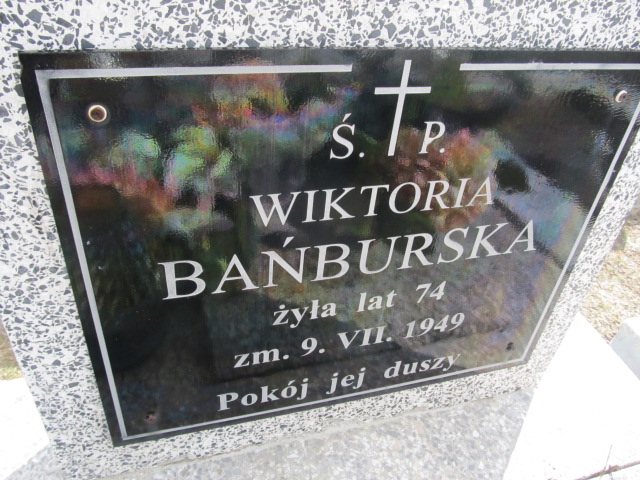 Ś. P.
WIKTORIA
BAŃBURSKA
żyła lat 74
zm. 9. VII. 1949
Pokój jej duszy